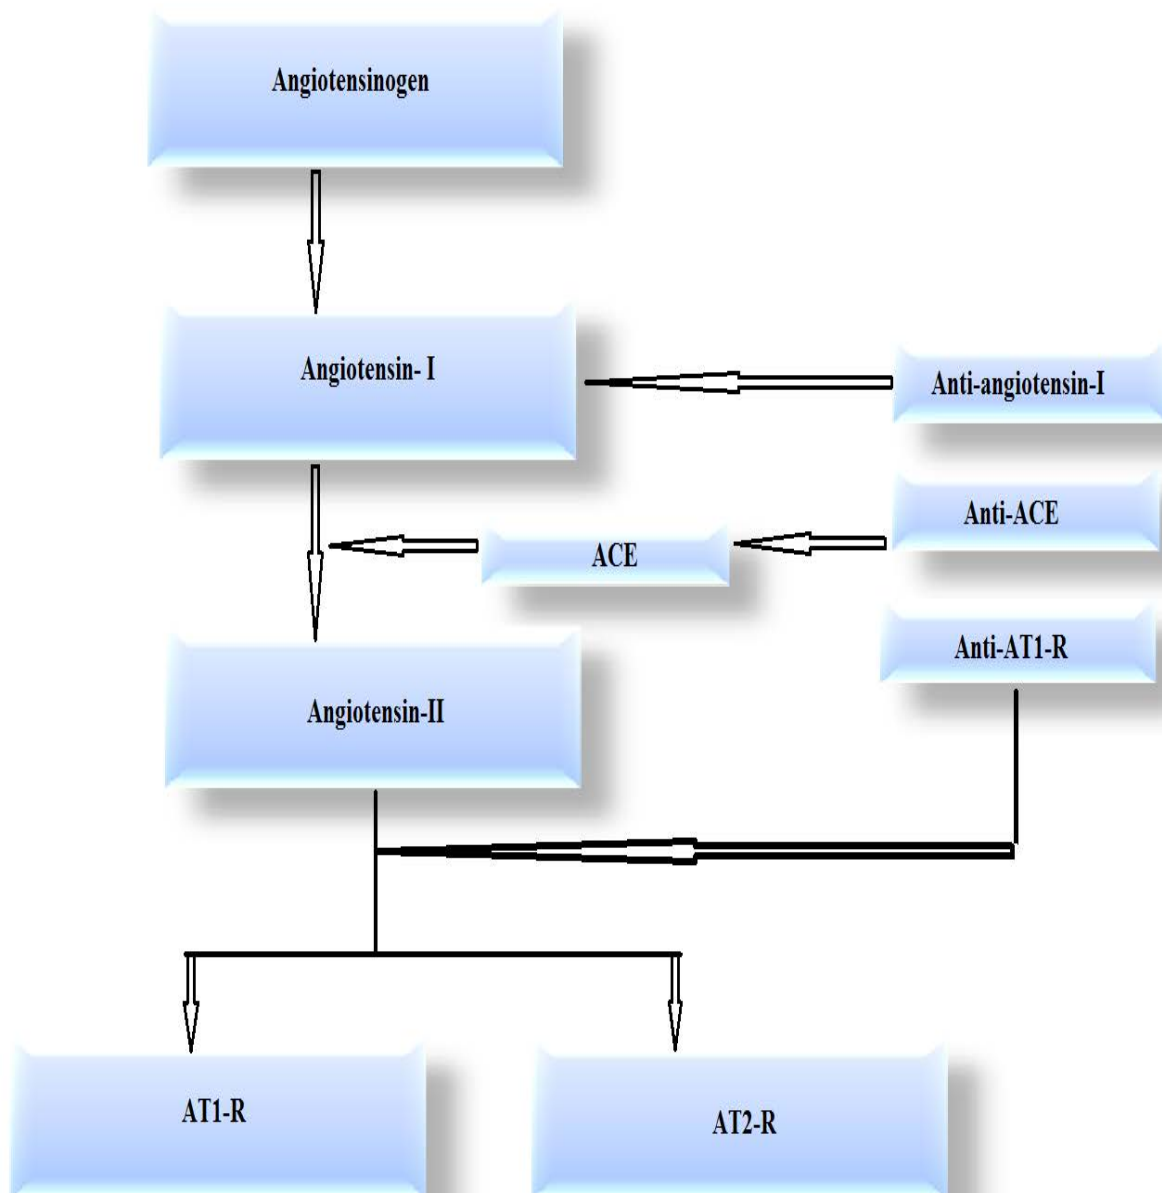 Angiotensinogen
Angiotensin- I
Anti-angiotensin-I
Anti-ACE
ACE
Anti-AT1-R
Angiotensin-II
AT1-R
AT2-R